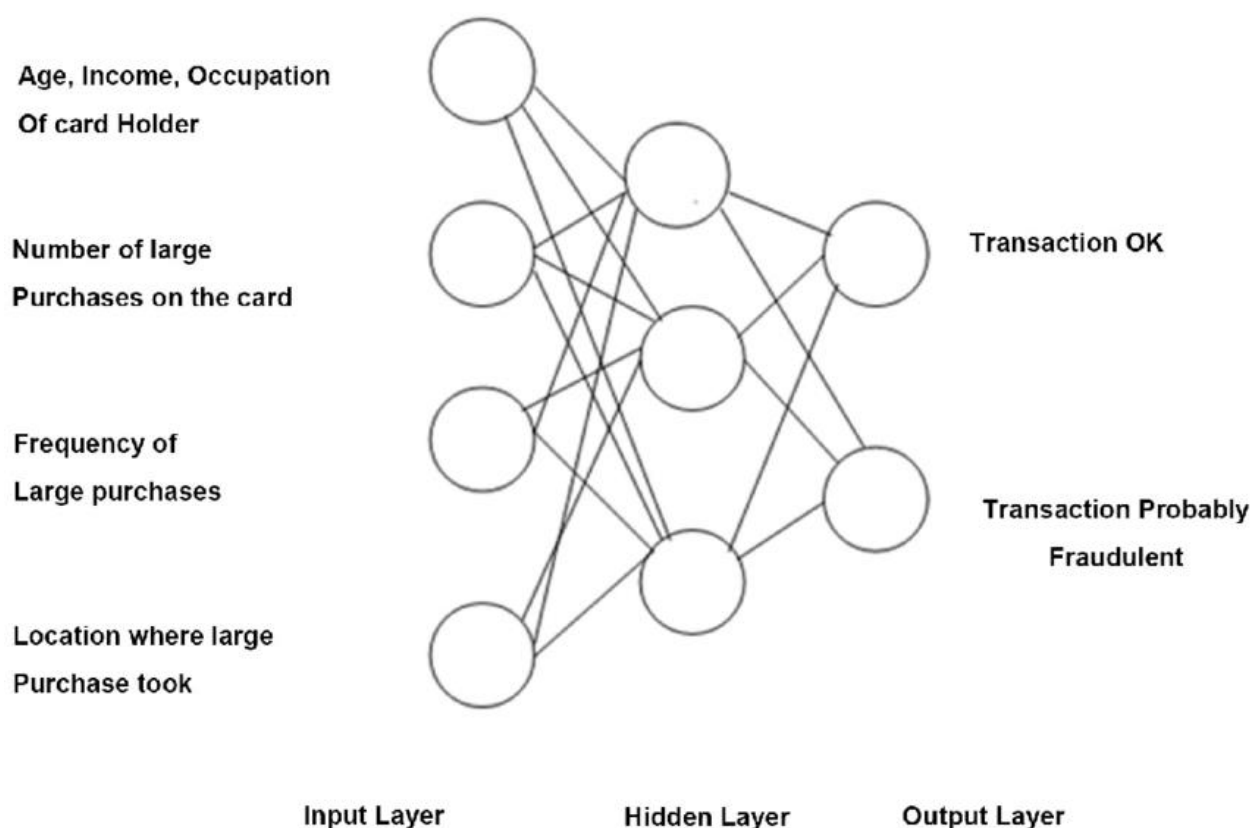 Age, Income, Occupation
Of card Holder
Number of large
Purchases on the card
Transaction OK
Frequency of
Large purchases
Transaction Probably
Fraudulent
Location where large
Purchase took
Input Layer
Hidden Layer
Output Layer